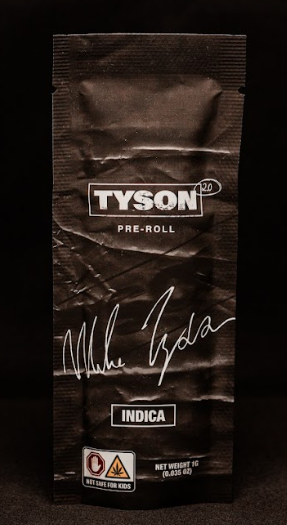 TYSON 2.0
PRE-ROLL
Mike Tyson
INDICA
NOT SAFE FOR KIDS
NET WEIGHT 1G
(0.035 OZ)